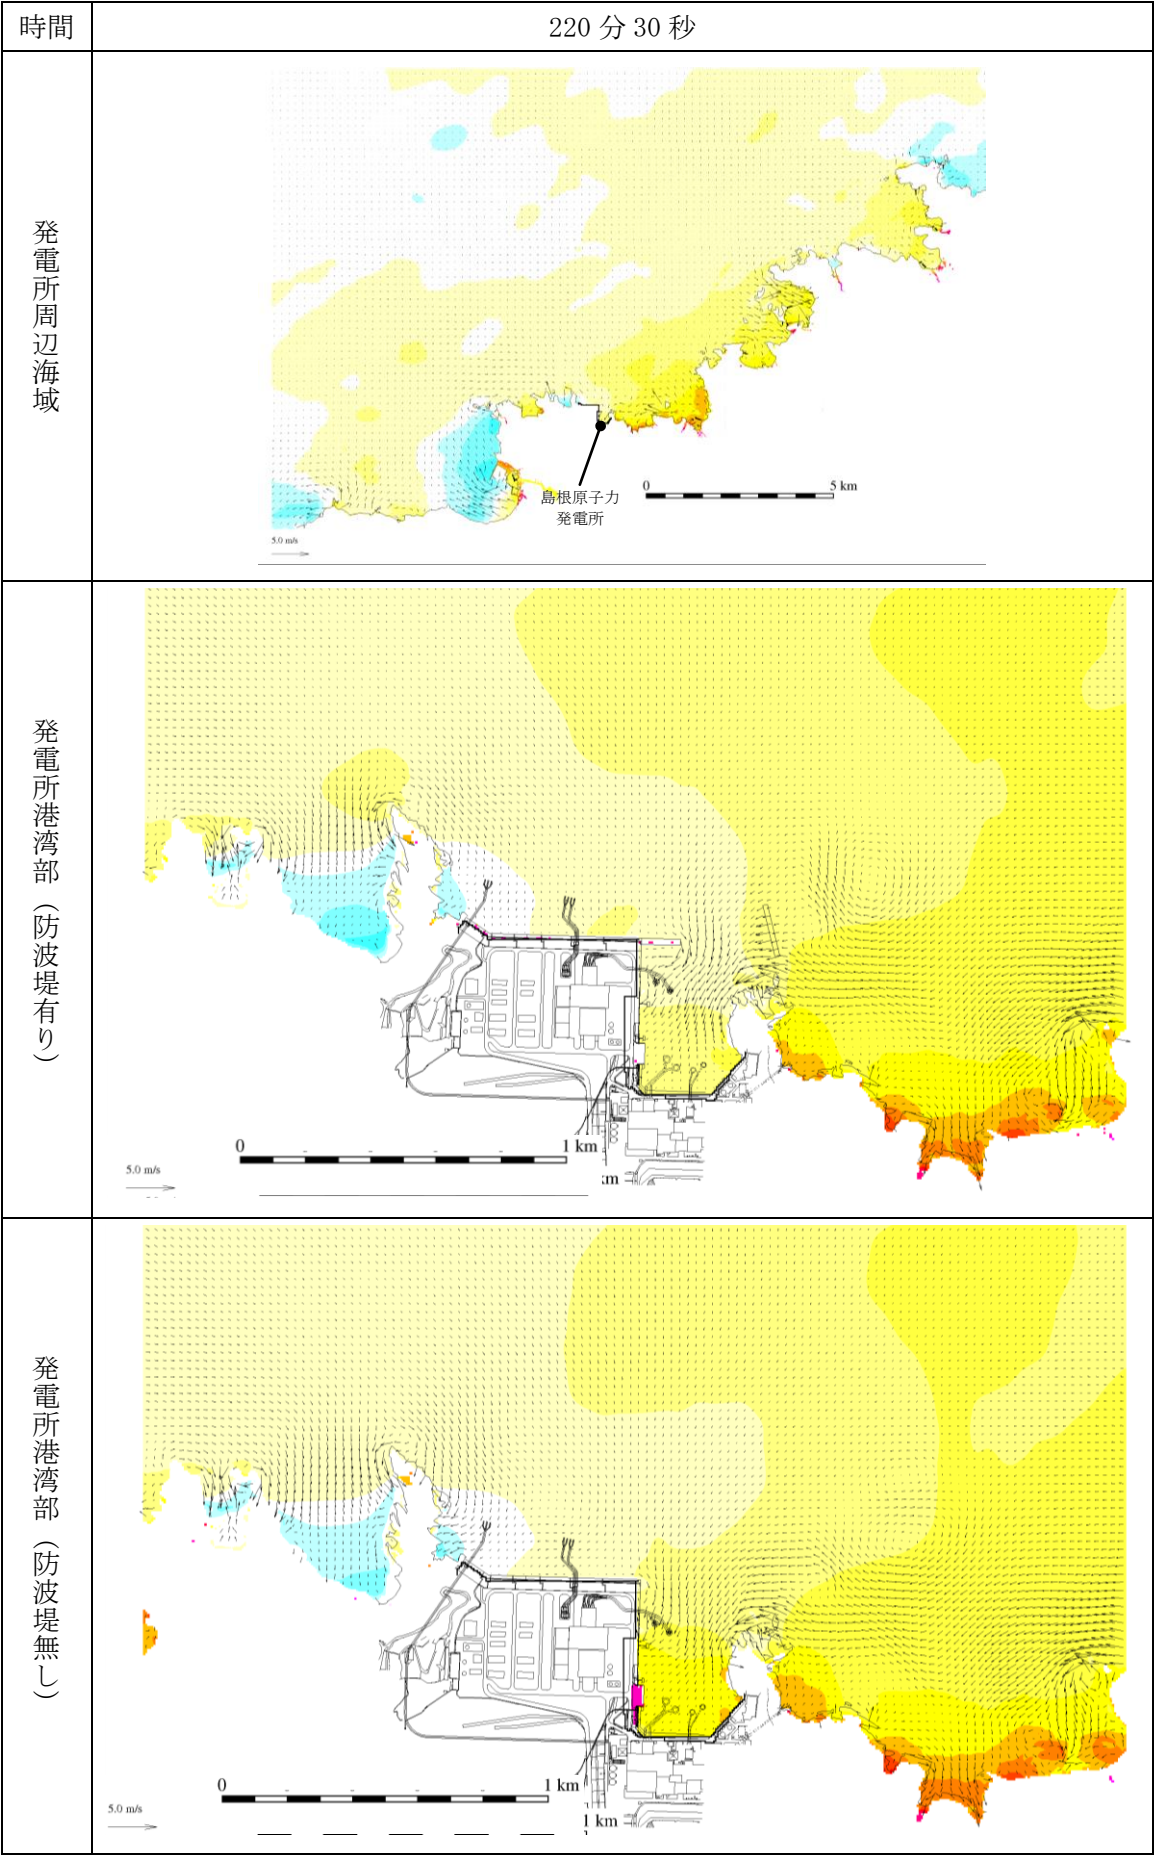 時間
220 分 30 秒
発電所周辺海域
島根原子力
発電所
0
5 km
5.0 m/s
発電所港湾部（防波堤有り）
0
1 km
5.0 m/s
km
発電所港湾部（防波堤無し）
0
1 km
5.0 m/s
1 km